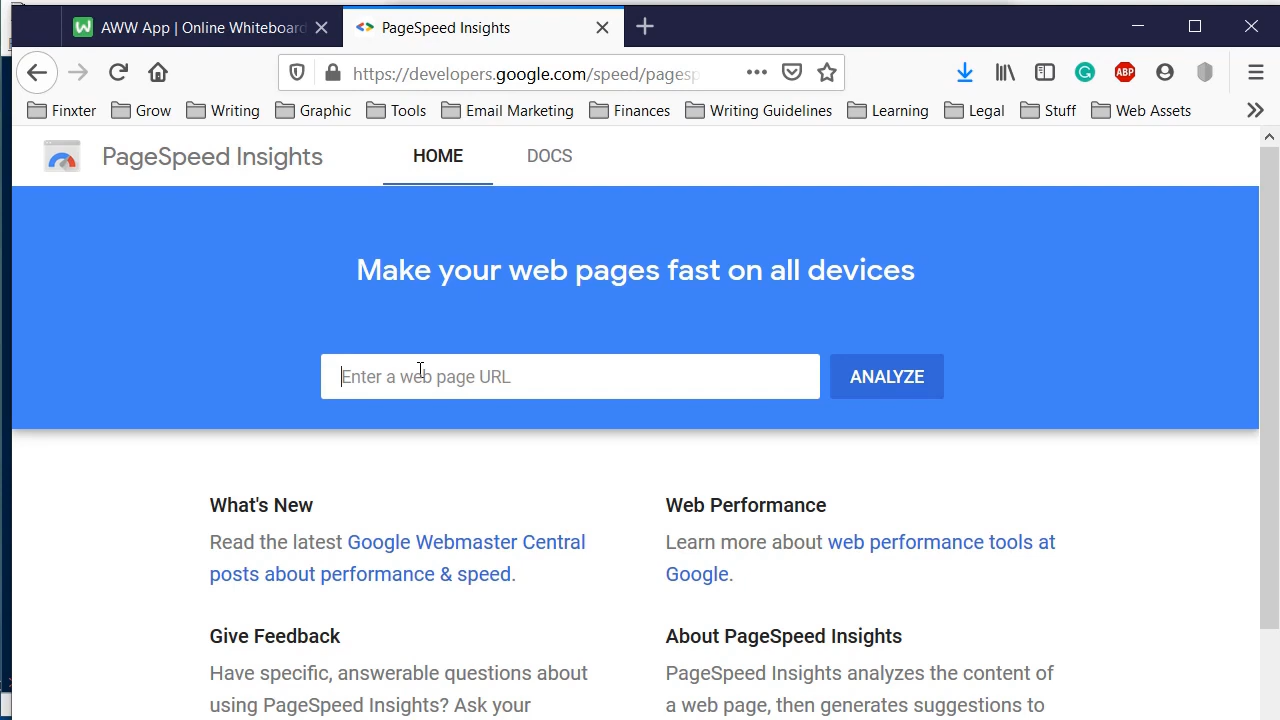 AWW App | Online Whiteboard
PageSpeed Insights
https://developers.google.com/speed/pagesp
ABP
Finxter
Grow
Writing
Graphic
Tools
Email Marketing
Finances
Writing Guidelines
Learning
Legal
Stuff
Web Assets
PageSpeed Insights
HOME
DOCS
Make your web pages fast on all devices
Enter a web page URL
ANALYZE
What's New
Read the latest Google Webmaster Central
posts about performance & speed.
Web Performance
Learn more about web performance tools at
Google.
Give Feedback
Have specific, answerable questions about
using PageSpeed Insights? Ask your
About PageSpeed Insights
PageSpeed Insights analyzes the content of
a web page, then generates suggestions to